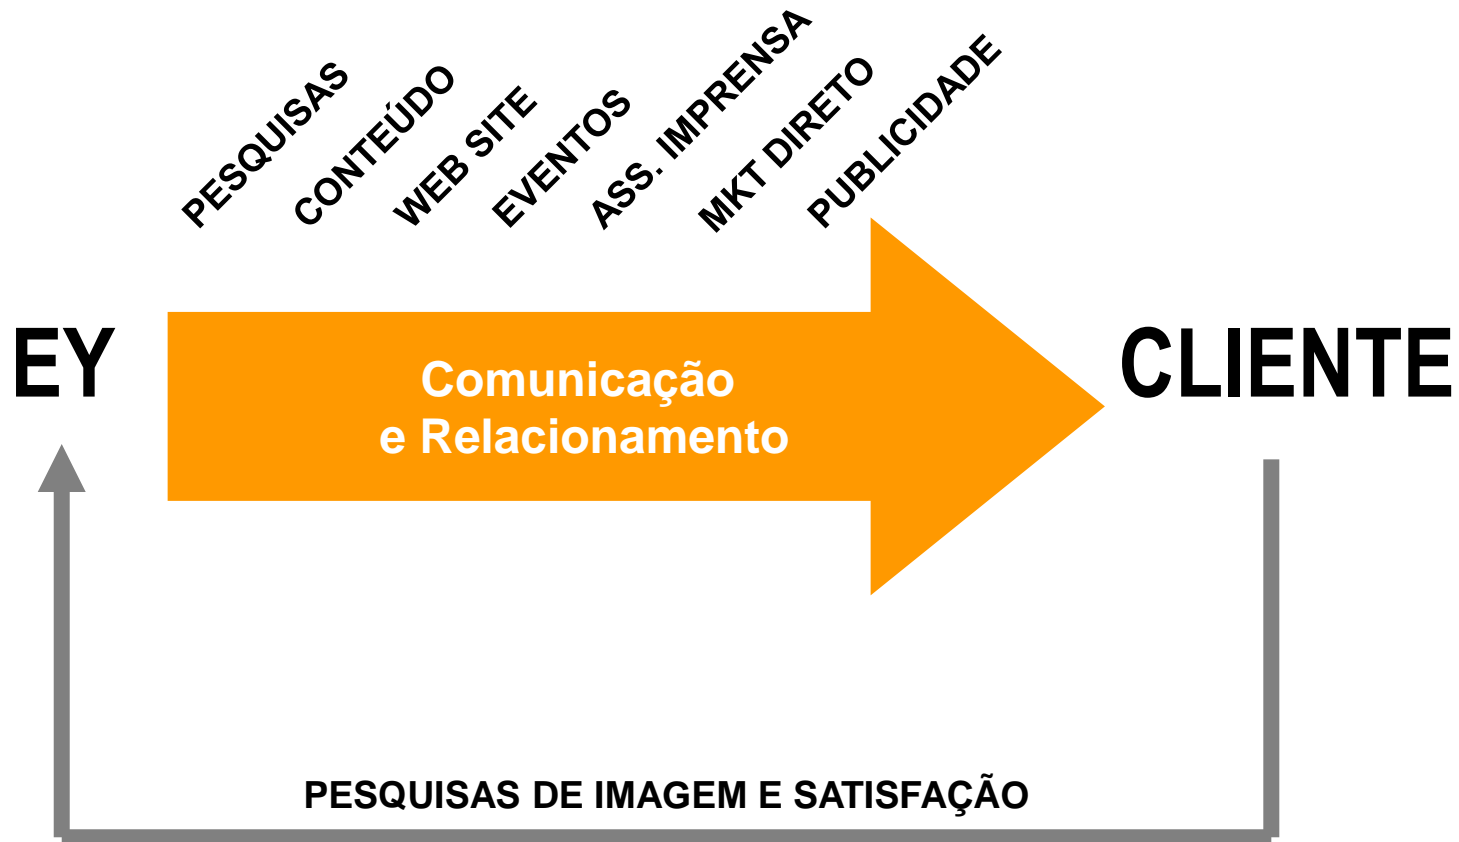 PESQUISAS
CONTEÚDO
WEB SITE
EVENTOS
ASS. IMPRENSA
MKT DIRETO
PUBLICIDADE
EY
Comunicação
e Relacionamento
CLIENTE
PESQUISAS DE IMAGEM E SATISFAÇÃO